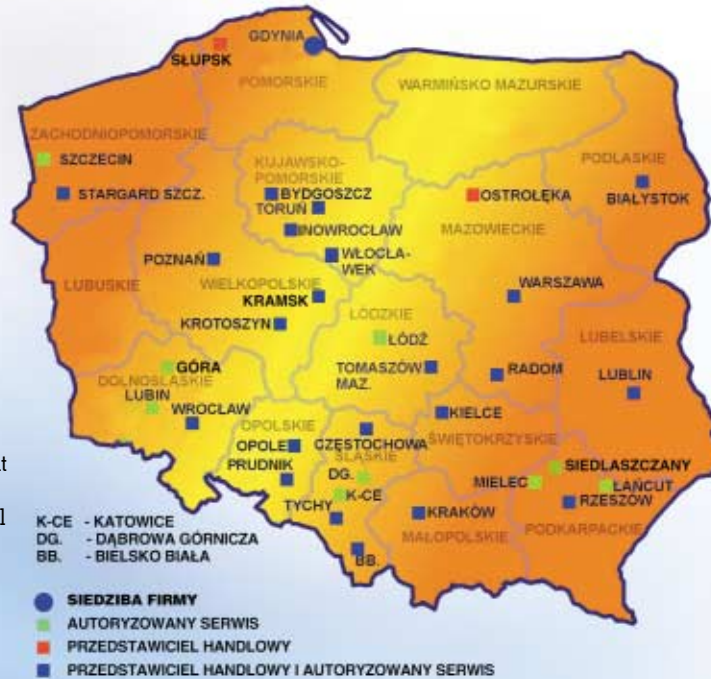 GDYNIA
SŁUPSK
POMORSKIE
WARMIŃSKO MAZURSKIE
ZACHODNIOPOMORSKIE
SZCZECIN
KUJAWSKO-
POMORSKIE
PODLASKIE
STARGARD SZCZ.
BYDGOSZCZ
OSTROŁĘKA
BIAŁYSTOK
TORUŃ
INOWROCŁAW
MAZOWIECKIE
WŁOCŁA-
WEK
POZNAŃ
LUBUSKIE
WIELKOPOLSKIE
WARSZAWA
KRAMSK
ŁÓDZKIE
KROTOSZYN
ŁÓDŹ
LUBELSKIE
GÓRA
TOMASZÓW
MAZ.
RADOM
LUBLIN
DOLNOŚLĄSKIE
LUBIN
WROCŁAW
KIELCE
OPOLSKIE
CZĘSTOCHOWA
ŚWIĘTOKRZYSKIE
OPOLE
ŚLĄSKIE
SIEDLASZCZANY
PRUDNIK
DG.
MIELEC
ŁAŃCUT
K-CE
RZESZÓW
TYCHY
KRAKÓW
PODKARPACKIE
MAŁOPOLSKIE
BB.
K-CE - KATOWICE
DG. - DĄBROWA GÓRNICZA
BB. - BIELSKO BIAŁA
SIEDZIBA FIRMY
AUTORYZOWANY SERWIS
PRZEDSTAWICIEL HANDLOWY
PRZEDSTAWICIEL HANDLOWY I AUTORYZOWANY SERWIS